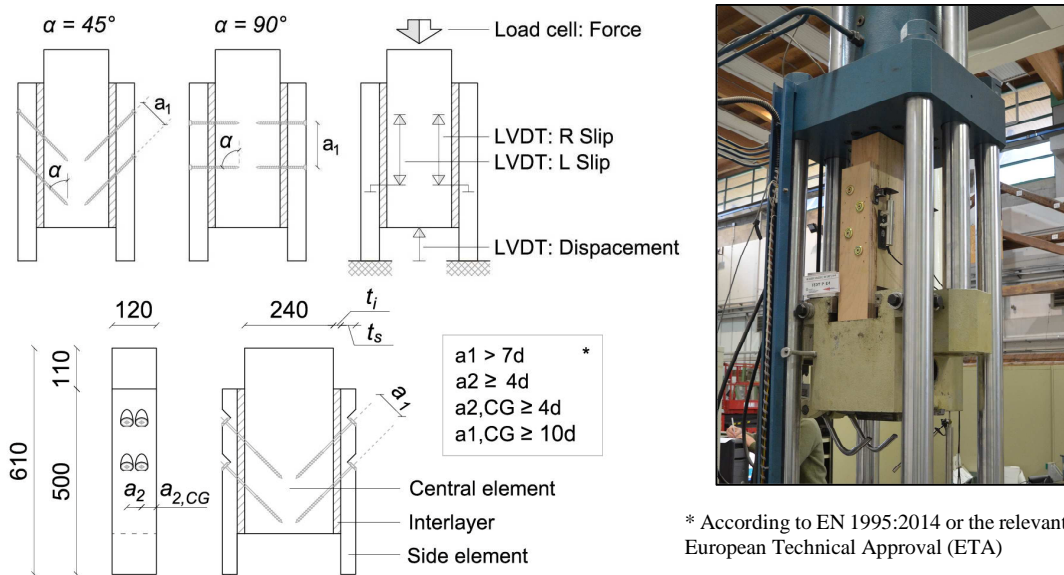 α = 45°
α = 90°
Load cell: Force
a₁
a₁
α
α
LVDT: R Slip
LVDT: L Slip
LVDT: Dispacement
120
240
tᵢ
tₛ
110
500
610
a₂
a₂,CG
a₁
a1 > 7d *
a2 ≥ 4d
a2,CG ≥ 4d
a1,CG ≥ 10d
Central element
Interlayer
Side element
* According to EN 1995:2014 or the relevant
European Technical Approval (ETA)